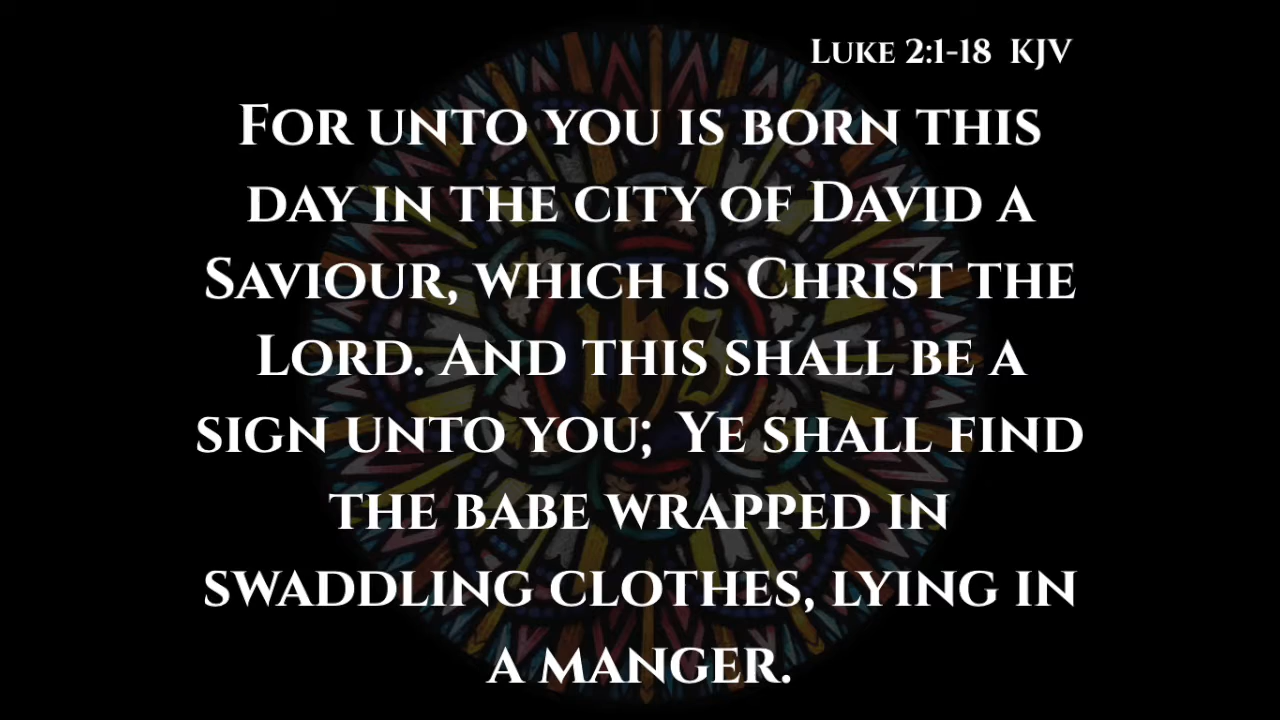 Luke 2:1-18 KJV
For unto you is born this
day in the city of David a
Saviour, which is Christ the
Lord. And this shall be a
sign unto you; Ye shall find
the babe wrapped in
swaddling clothes, lying in
a manger.
ihs